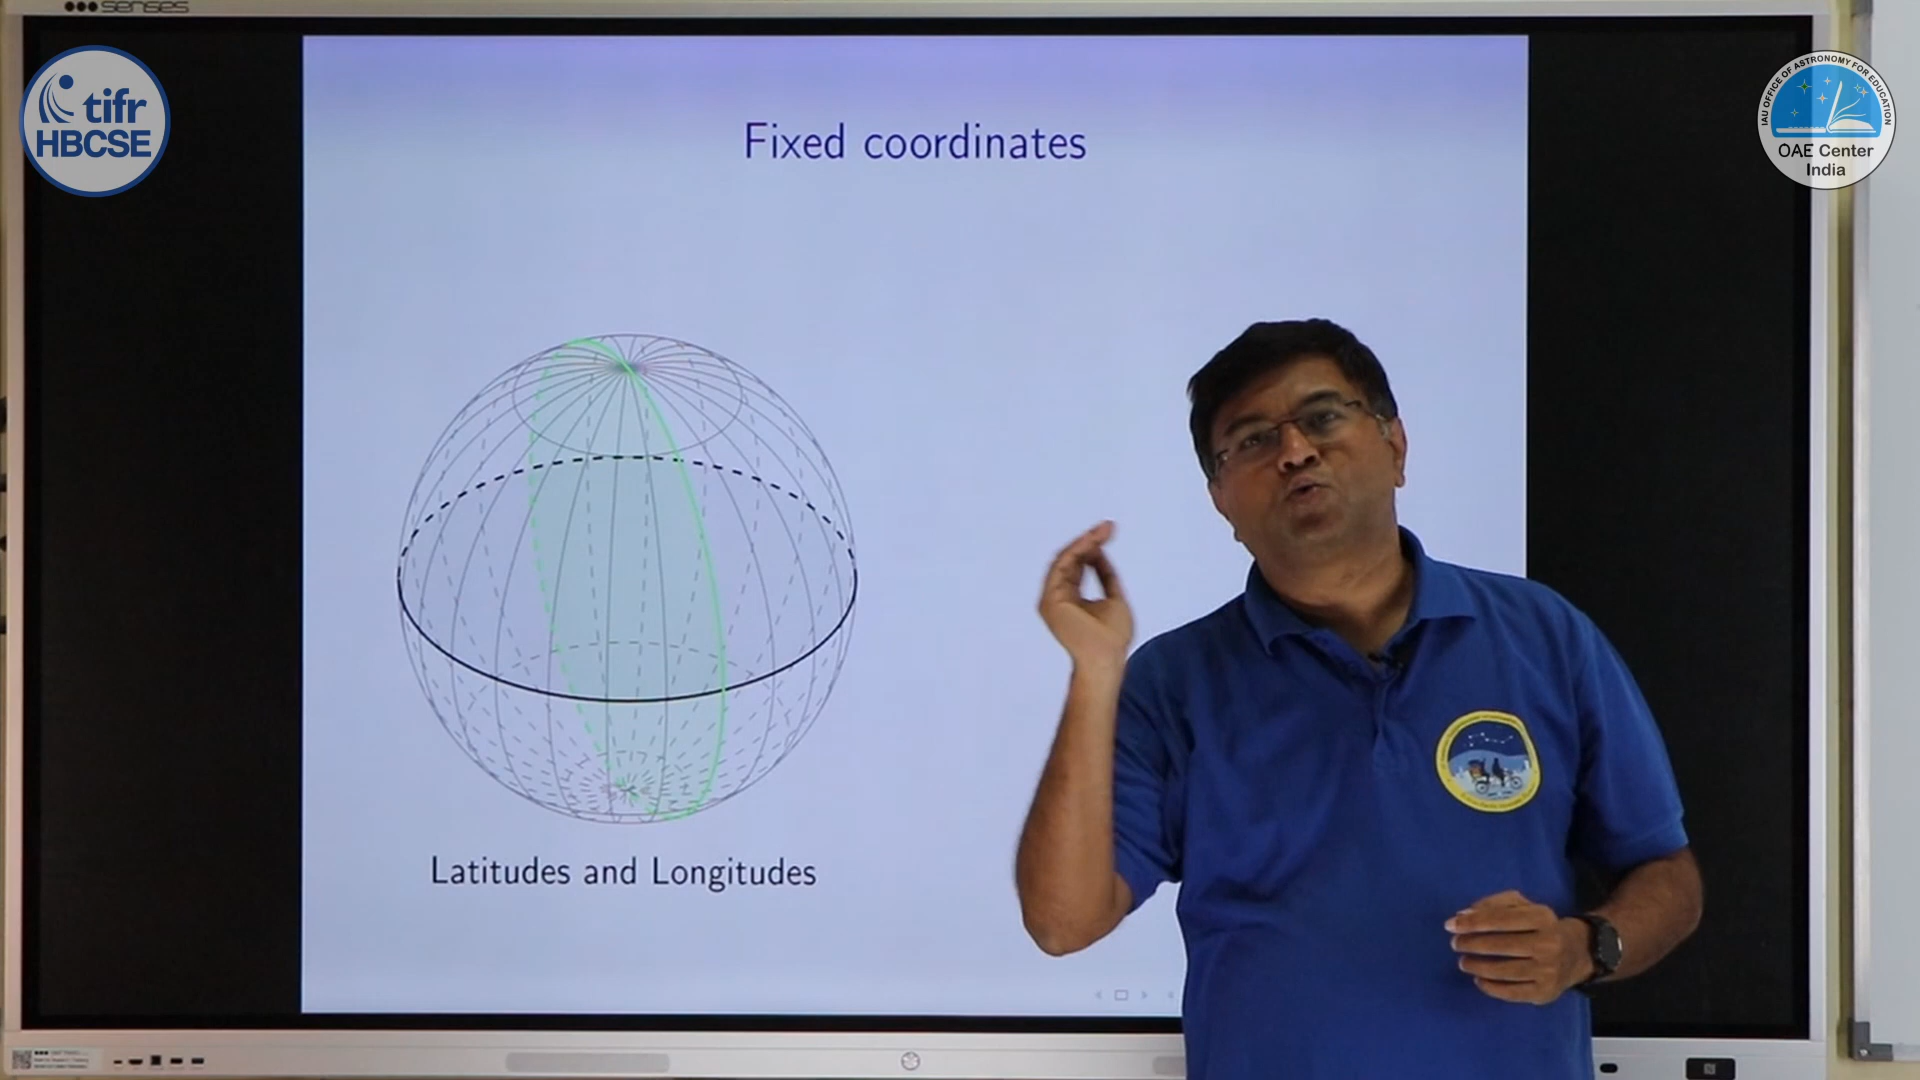 senses
tifr
HBCSE
IAU OFFICE OF ASTRONOMY FOR EDUCATION
OAE Center
India
Fixed coordinates
Latitudes and Longitudes